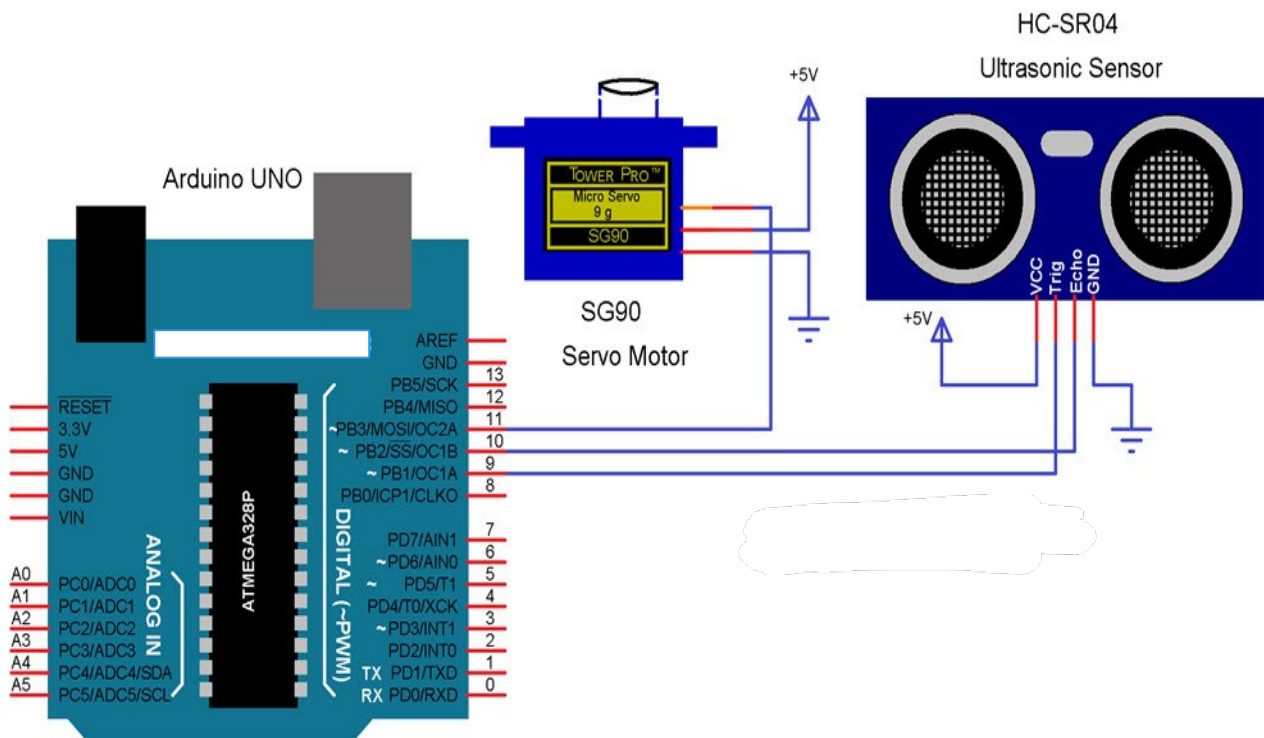 HC-SR04
Ultrasonic Sensor
+5V
TOWER PRO™
Micro Servo
9 g
SG90
Arduino UNO
VCC
Trig
Echo
GND
+5V
SG90
Servo Motor
AREF
GND
PB5/SCK 13
PB4/MISO 12
~PB3/MOSI/OC2A 11
~ PB2/SS/OC1B 10
~ PB1/OC1A 9
PB0/ICP1/CLKO 8
PD7/AIN1 7
~ PD6/AIN0 6
~ PD5/T1 5
PD4/T0/XCK 4
~ PD3/INT1 3
PD2/INT0 2
TX PD1/TXD 1
RX PD0/RXD 0
RESET
3.3V
5V
GND
GND
VIN
A0 PC0/ADC0
A1 PC1/ADC1
A2 PC2/ADC2
A3 PC3/ADC3
A4 PC4/ADC4/SDA
A5 PC5/ADC5/SCL
ANALOG IN
ATMEGA328P
DIGITAL (~PWM)